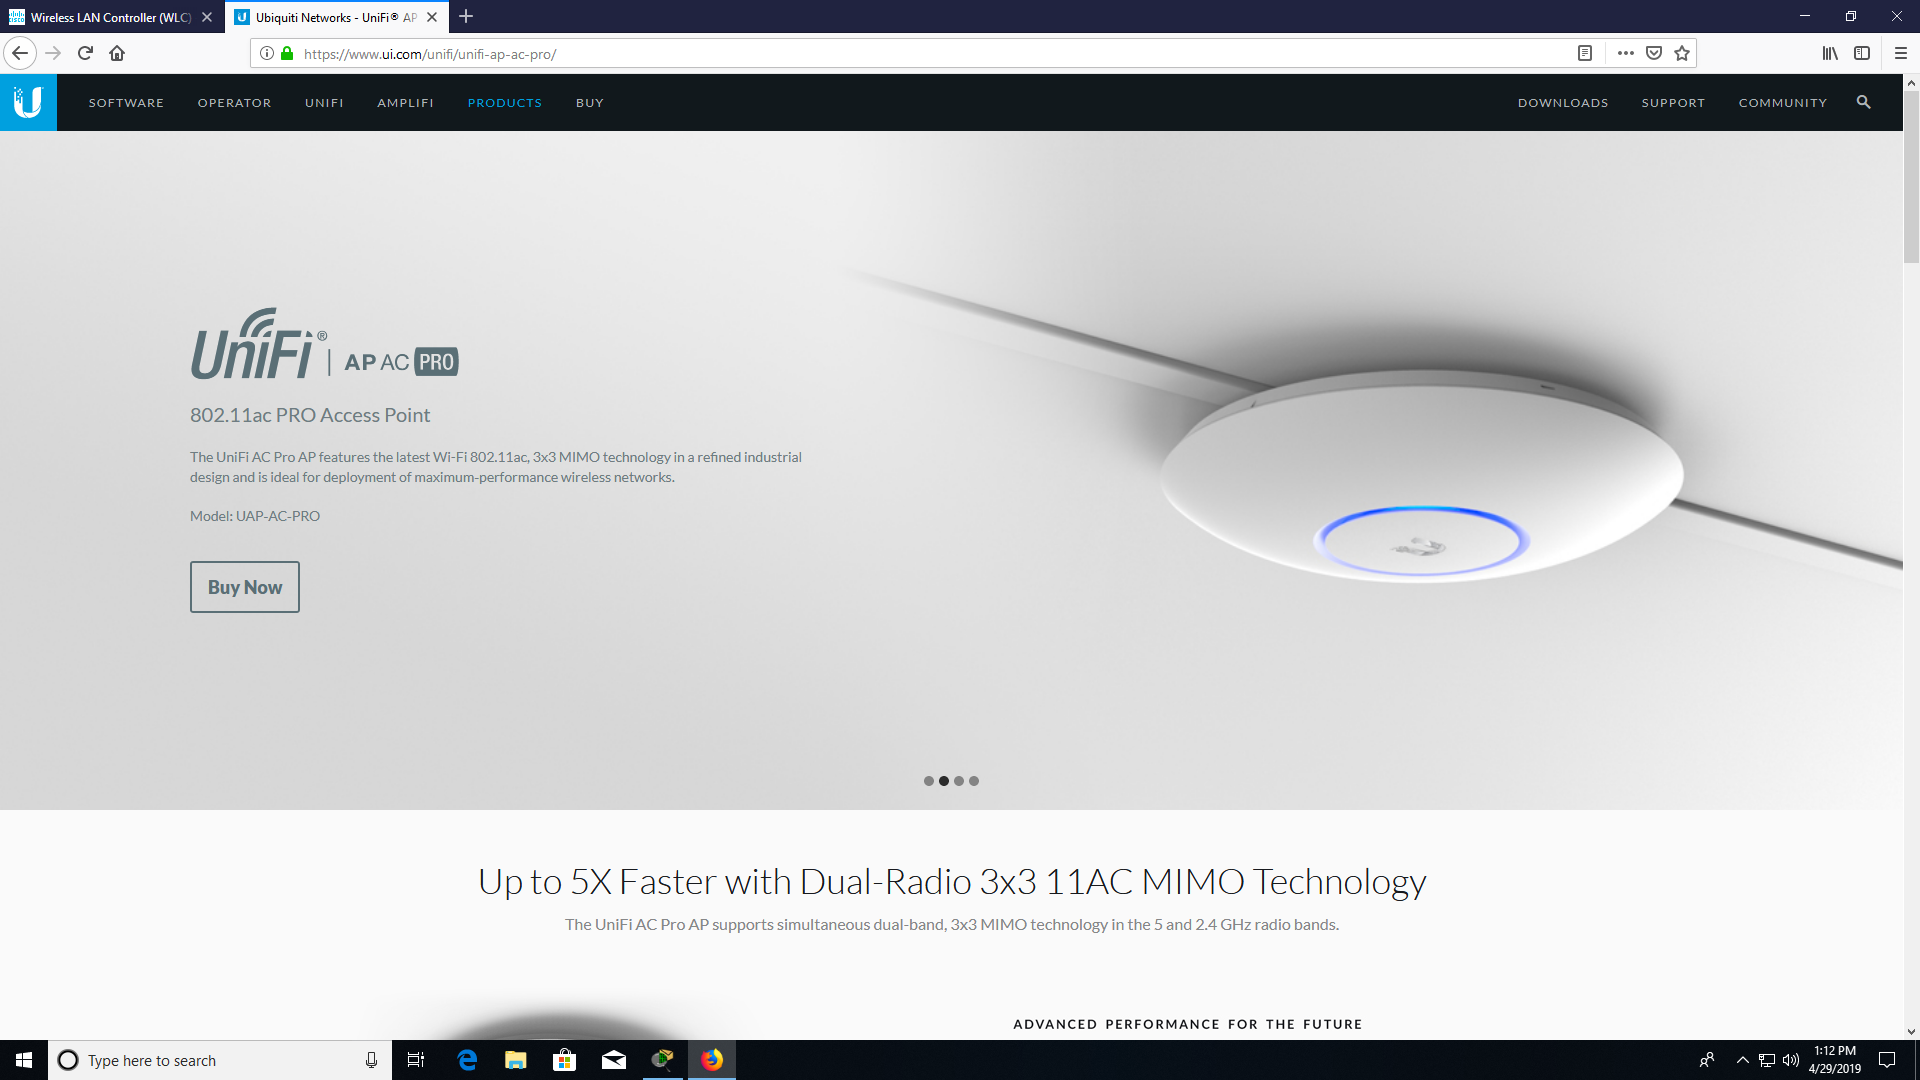 Wireless LAN Controller (WLC)
Ubiquiti Networks - UniFi® AP
https://www.ui.com/unifi/unifi-ap-ac-pro/
SOFTWARE OPERATOR UNIFI AMPLIFI PRODUCTS BUY DOWNLOADS SUPPORT COMMUNITY
UniFi® | AP AC PRO
802.11ac PRO Access Point
The UniFi AC Pro AP features the latest Wi-Fi 802.11ac, 3x3 MIMO technology in a refined industrial
design and is ideal for deployment of maximum-performance wireless networks.
Model: UAP-AC-PRO
Buy Now
Up to 5X Faster with Dual-Radio 3x3 11AC MIMO Technology
The UniFi AC Pro AP supports simultaneous dual-band, 3x3 MIMO technology in the 5 and 2.4 GHz radio bands.
ADVANCED PERFORMANCE FOR THE FUTURE
Type here to search
1:12 PM
4/29/2019